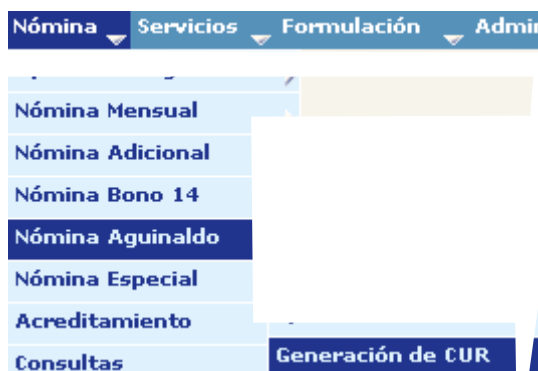 Nómina Servicios Formulación
Nómina Mensual
Nómina Adicional
Nómina Bono 14
Nómina Aguinaldo
Nómina Especial
Acreditamiento
Consultas
Generación de CUR